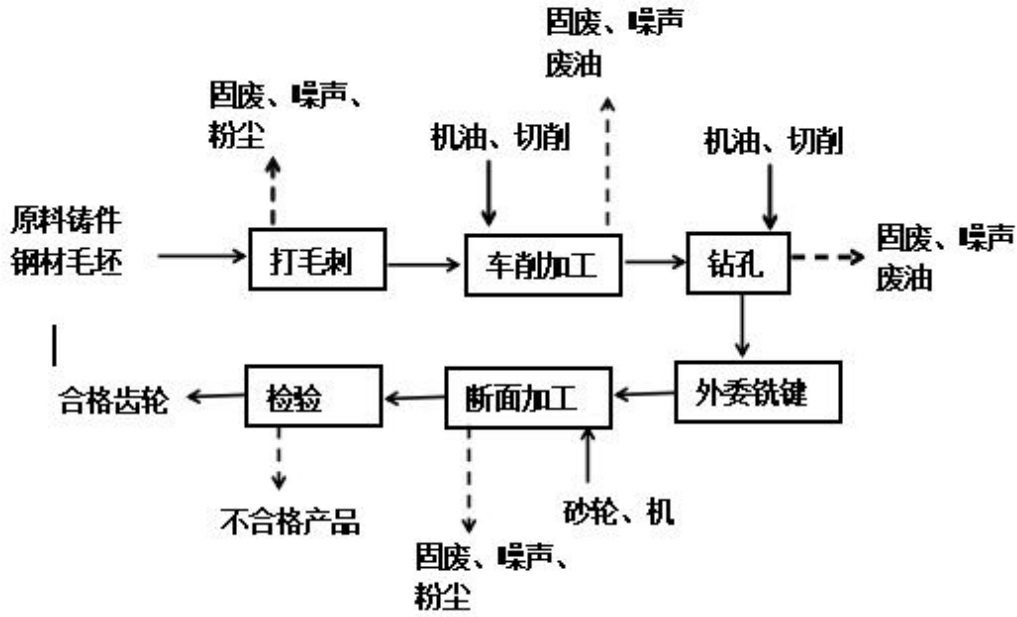 固废、噪声
废油
固废、噪声、
粉尘
机油、切削
机油、切削
原料铸件
钢材毛坯
打毛刺
车削加工
钻孔
固废、噪声
废油
合格齿轮
检验
断面加工
外委铣键
不合格产品
砂轮、机
固废、噪声、
粉尘